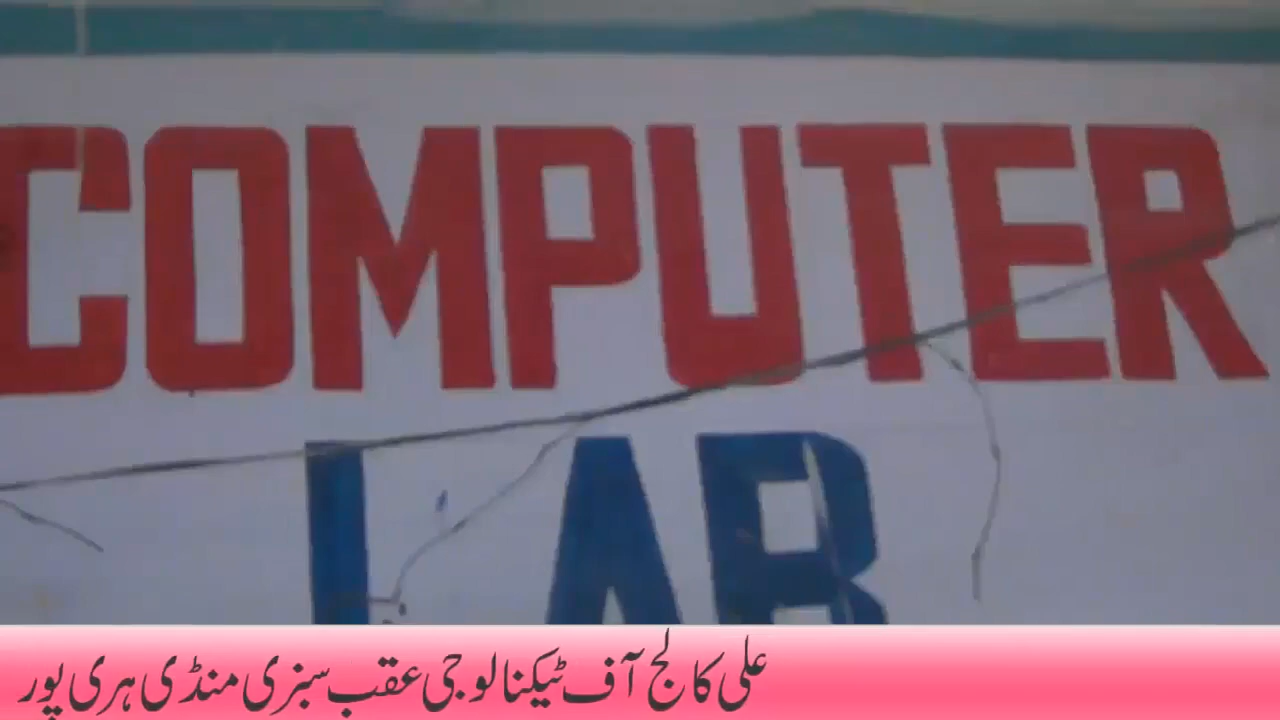 COMPUTER
LAB
علی کالج آف ٹیکنالوجی عقب سبزی منڈی ہری پور